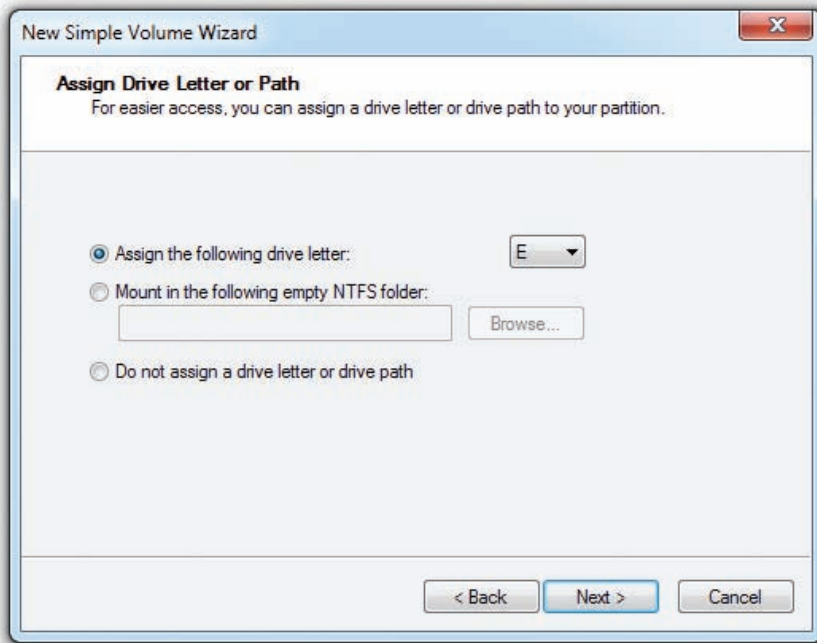 New Simple Volume Wizard
Assign Drive Letter or Path
For easier access, you can assign a drive letter or drive path to your partition.
Assign the following drive letter: E
Mount in the following empty NTFS folder:
Browse...
Do not assign a drive letter or drive path
< Back Next > Cancel